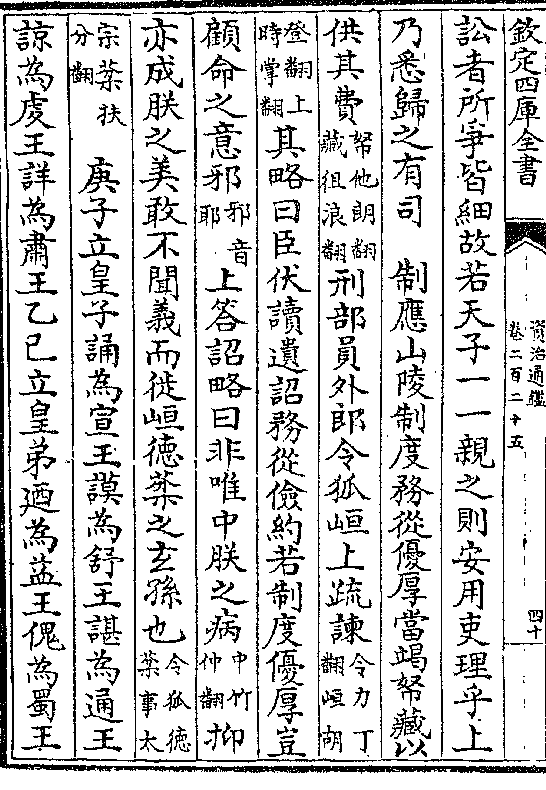 欽定四庫全書
資治通鑑
卷二百二十五
四十
訟者所爭皆細故若天子一一親之則安用吏理乎上
乃悉歸之有司　制應山陵制度務從優厚當竭帑藏以
供其費帑他朗翻藏徂浪翻刑部員外郎令狐峘上疏諫令力丁翻峘胡
登翻上時掌翻其略曰臣伏讀遺詔務從儉約若制度優厚豈
顧命之意邪邪音耶上答詔略曰非唯中朕之病中竹仲翻抑
亦成朕之美敢不聞義而徙峘德棻之玄孫也令狐德棻事太
宗棻扶分翻　庚子立皇子誦為宣王謨為舒王諶為通王
諒為虔王詳為肅王乙巳立皇弟迺為益王傀為蜀王